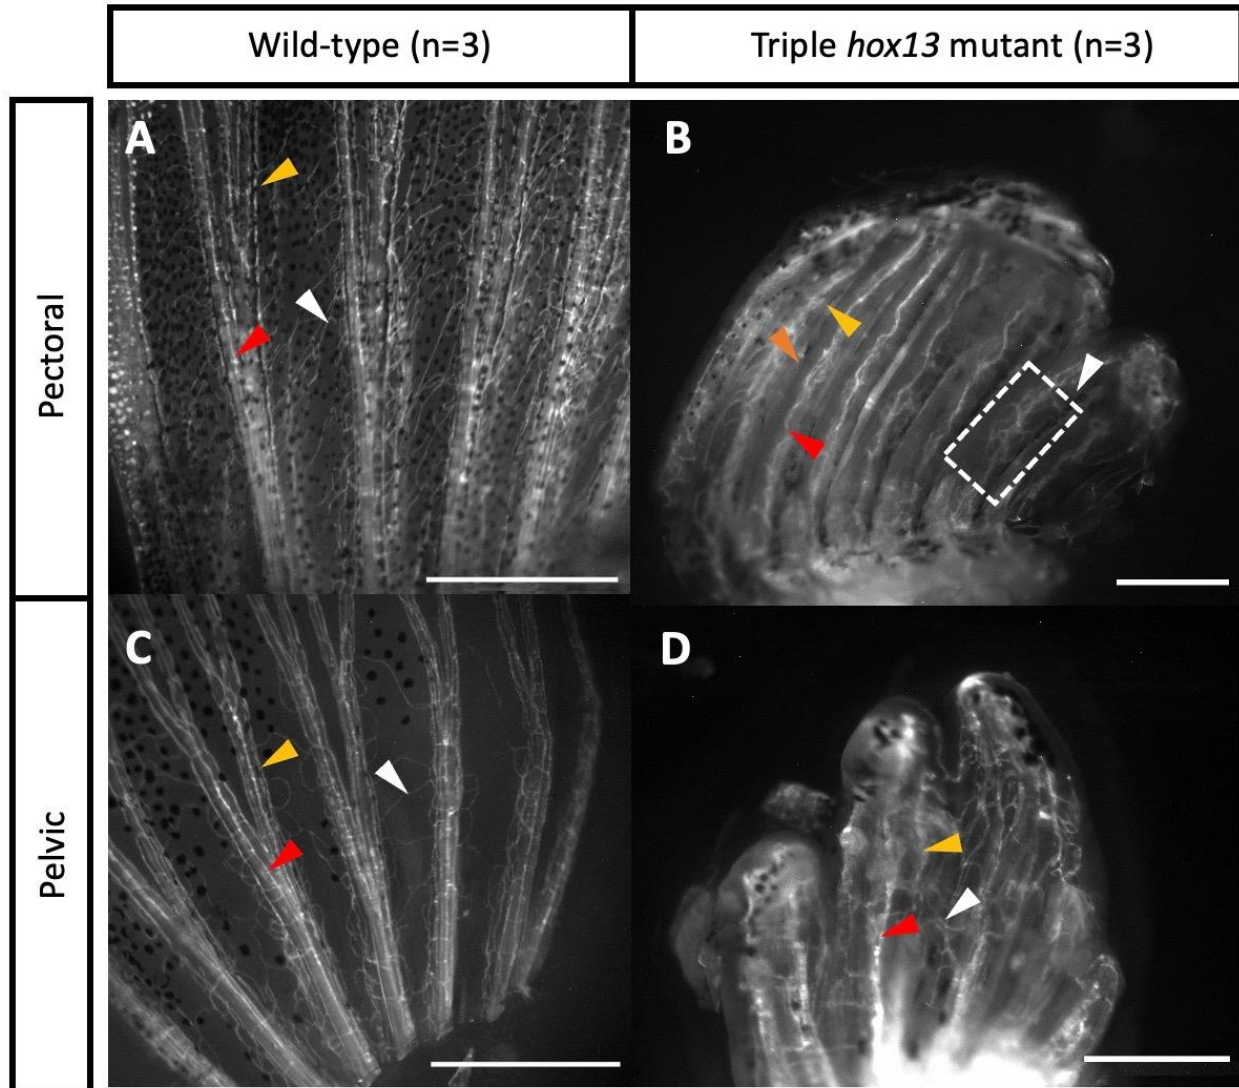 Wild-type (n=3)
Triple hox13 mutant (n=3)
Pectoral
A
B
Pelvic
C
D